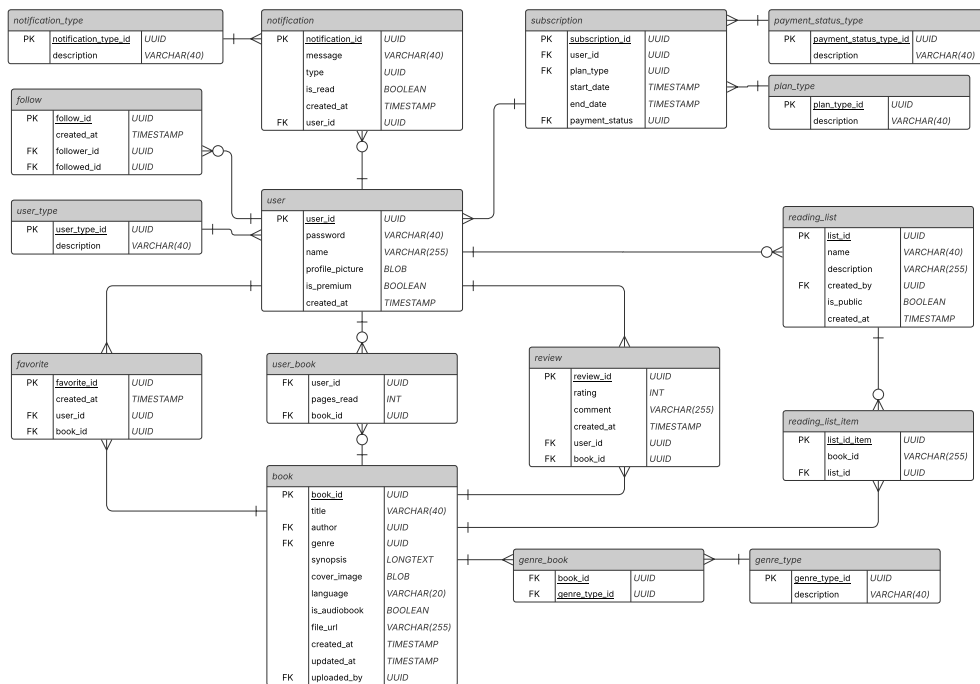 notification_type
PK notification_type_id UUID
description VARCHAR(40)
notification
PK notification_id UUID
message VARCHAR(40)
type UUID
is_read BOOLEAN
created_at TIMESTAMP
FK user_id UUID
subscription
PK subscription_id UUID
FK user_id UUID
FK plan_type UUID
start_date TIMESTAMP
end_date TIMESTAMP
FK payment_status UUID
payment_status_type
PK payment_status_type_id UUID
description VARCHAR(40)
plan_type
PK plan_type_id UUID
description VARCHAR(40)
follow
PK follow_id UUID
created_at TIMESTAMP
FK follower_id UUID
FK followed_id UUID
user_type
PK user_type_id UUID
description VARCHAR(40)
user
PK user_id UUID
password VARCHAR(40)
name VARCHAR(255)
profile_picture BLOB
is_premium BOOLEAN
created_at TIMESTAMP
reading_list
PK list_id UUID
name VARCHAR(40)
description VARCHAR(255)
FK created_by UUID
is_public BOOLEAN
created_at TIMESTAMP
favorite
PK favorite_id UUID
created_at TIMESTAMP
FK user_id UUID
FK book_id UUID
user_book
FK user_id UUID
pages_read INT
FK book_id UUID
review
PK review_id UUID
rating INT
comment VARCHAR(255)
created_at TIMESTAMP
FK user_id UUID
FK book_id UUID
reading_list_item
PK list_id_item UUID
book_id VARCHAR(255)
FK list_id UUID
book
PK book_id UUID
title VARCHAR(40)
FK author UUID
FK genre UUID
synopsis LONGTEXT
cover_image BLOB
language VARCHAR(20)
is_audiobook BOOLEAN
file_url VARCHAR(255)
created_at TIMESTAMP
updated_at TIMESTAMP
FK uploaded_by UUID
genre_book
FK book_id UUID
FK genre_type_id UUID
genre_type
PK genre_type_id UUID
description VARCHAR(40)